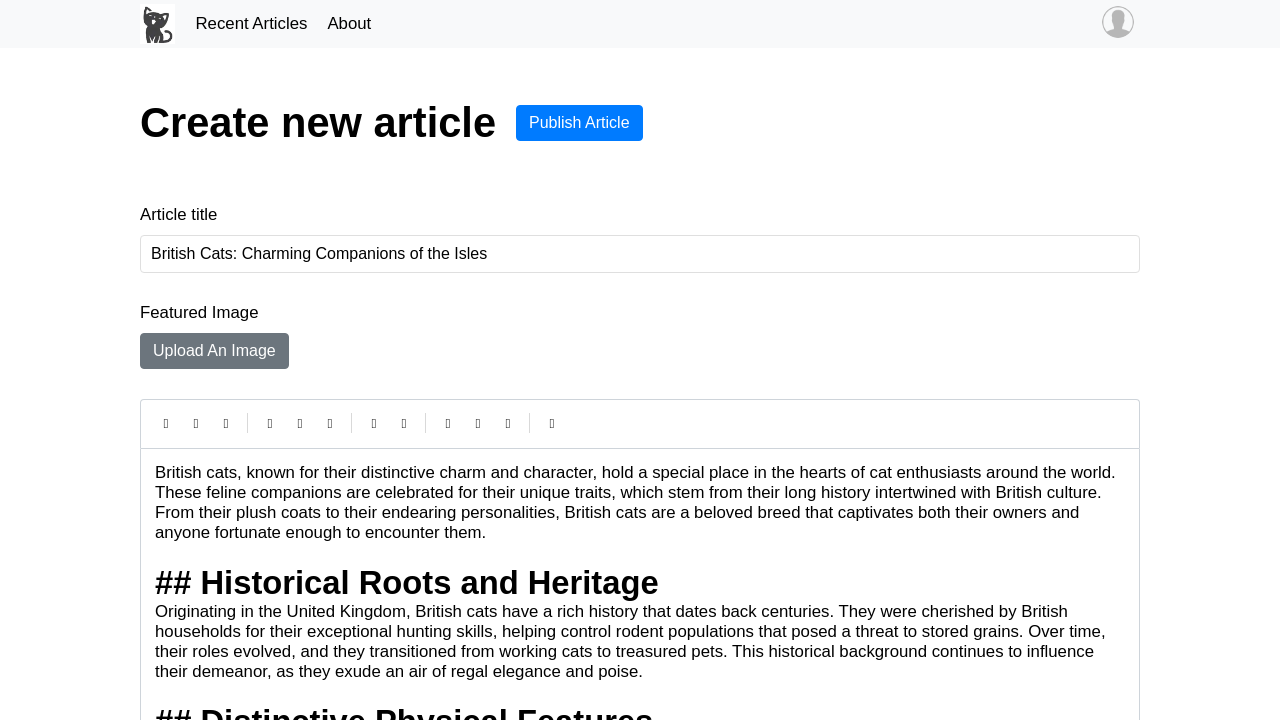 Recent Articles
About
Create new article
Publish Article
Article title
British Cats: Charming Companions of the Isles
Featured Image
Upload An Image
British cats, known for their distinctive charm and character, hold a special place in the hearts of cat enthusiasts around the world.
These feline companions are celebrated for their unique traits, which stem from their long history intertwined with British culture.
From their plush coats to their endearing personalities, British cats are a beloved breed that captivates both their owners and
anyone fortunate enough to encounter them.
## Historical Roots and Heritage
Originating in the United Kingdom, British cats have a rich history that dates back centuries. They were cherished by British
households for their exceptional hunting skills, helping control rodent populations that posed a threat to stored grains. Over time,
their roles evolved, and they transitioned from working cats to treasured pets. This historical background continues to influence
their demeanor, as they exude an air of regal elegance and poise.
## Distinctive Physical Features